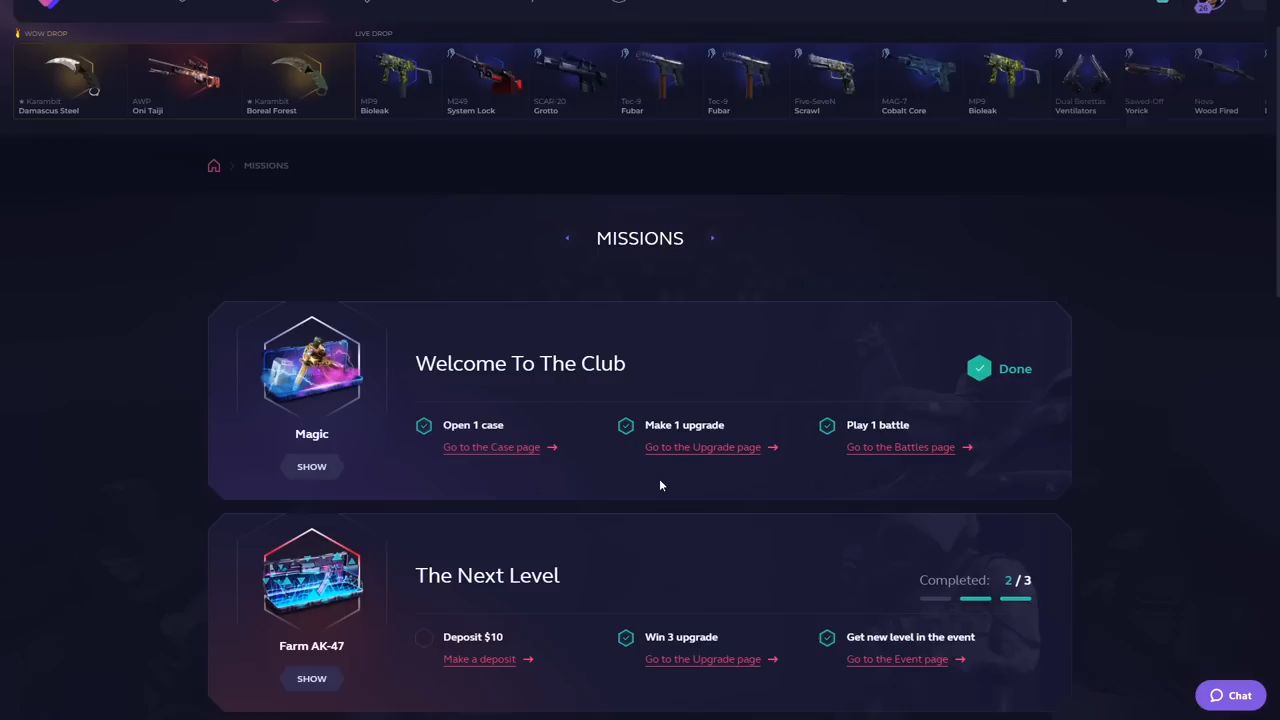 26
WOW DROP
LIVE DROP
★ Karambit
Damascus Steel
AWP
Oni Taiji
★ Karambit
Boreal Forest
MP9
Bioleak
M249
System Lock
SCAR-20
Grotto
Tec-9
Fubar
Tec-9
Fubar
Five-SeveN
Scrawl
MAG-7
Cobalt Core
MP9
Bioleak
Dual Berettas
Ventilators
Sawed-Off
Yorick
Nova
Wood Fired
MISSIONS
MISSIONS
Welcome To The Club
Done
Magic
SHOW
Open 1 case
Go to the Case page →
Make 1 upgrade
Go to the Upgrade page →
Play 1 battle
Go to the Battles page →
The Next Level
Completed: 2 / 3
Farm AK-47
SHOW
Deposit $10
Make a deposit →
Win 3 upgrade
Go to the Upgrade page →
Get new level in the event
Go to the Event page →
Chat